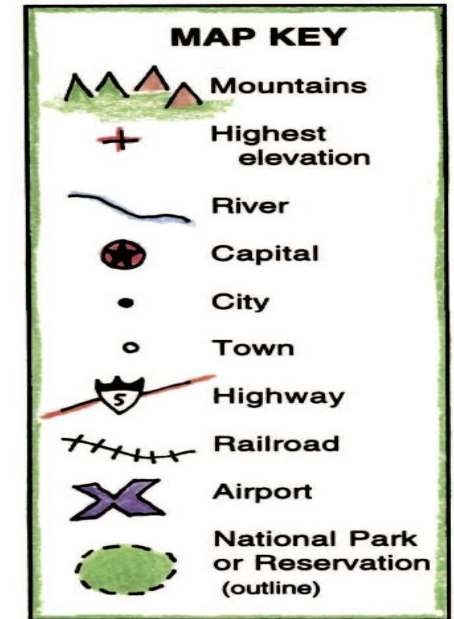 MAP KEY
Mountains
Highest
elevation
River
Capital
City
Town
5
Highway
Railroad
Airport
National Park
or Reservation
(outline)